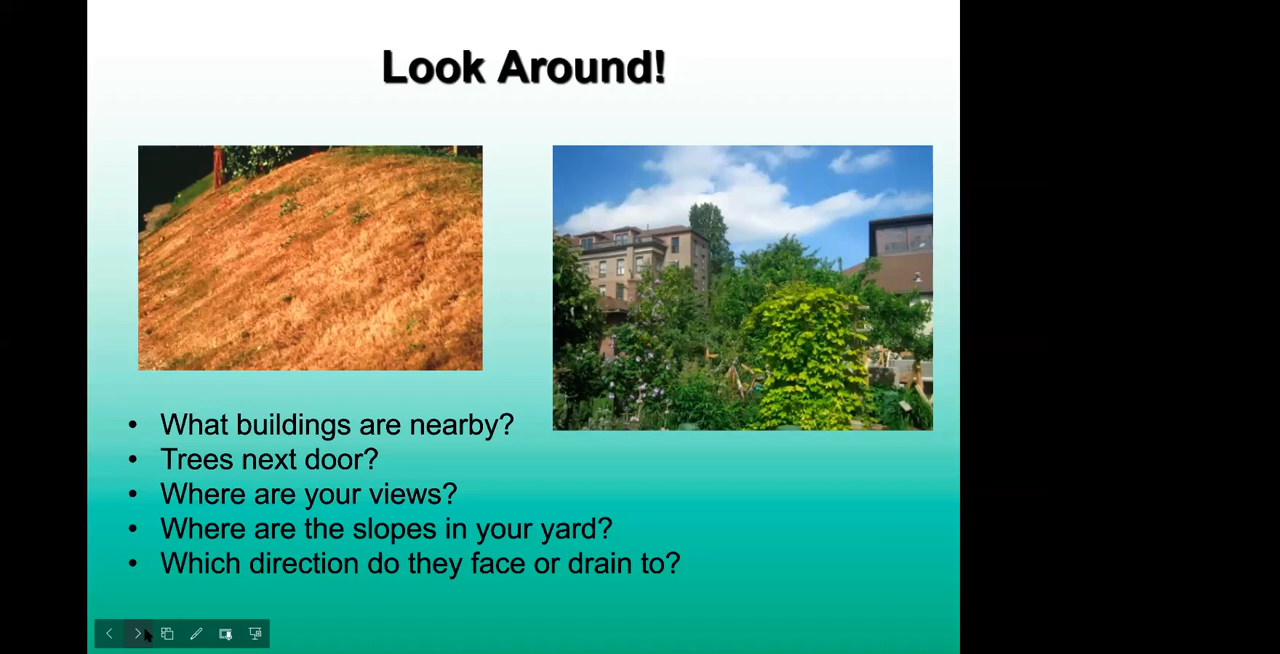 Look Around!
• What buildings are nearby?
• Trees next door?
• Where are your views?
• Where are the slopes in your yard?
• Which direction do they face or drain to?